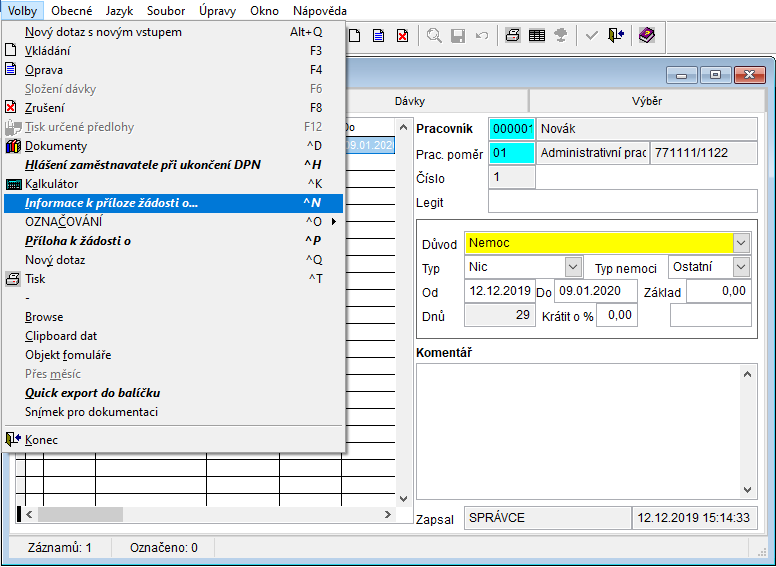 Volby Obecné Jazyk Soubor Úpravy Okno Nápověda
Nový dotaz s novým vstupem Alt+Q
Vkládání F3
Oprava F4
Složení dávky F6
Zrušení F8
Tisk určené předlohy F12
Dokumenty ^D
Hlášení zaměstnavatele při ukončení DPN ^H
Kalkulátor ^K
Informace k příloze žádosti o... ^N
OZNAČOVÁNÍ ^O
Příloha k žádosti o ^P
Nový dotaz ^Q
Tisk ^T
-
Browse
Clipboard dat
Objekt fomuláře
Přes měsíc
Quick export do balíčku
Snímek pro dokumentaci
Konec
Dávky Výběr
Do
09.01.202
Pracovník 000001 Novák
Prac. poměr 01 Administrativní prac 771111/1122
Číslo 1
Legit
Důvod Nemoc
Typ Nic Typ nemoci Ostatní
Od 12.12.2019 Do 09.01.2020 Základ 0,00
Dnů 29 Krátit o % 0,00
Komentář
Zapsal SPRÁVCE 12.12.2019 15:14:33
Záznamů: 1 Označeno: 0